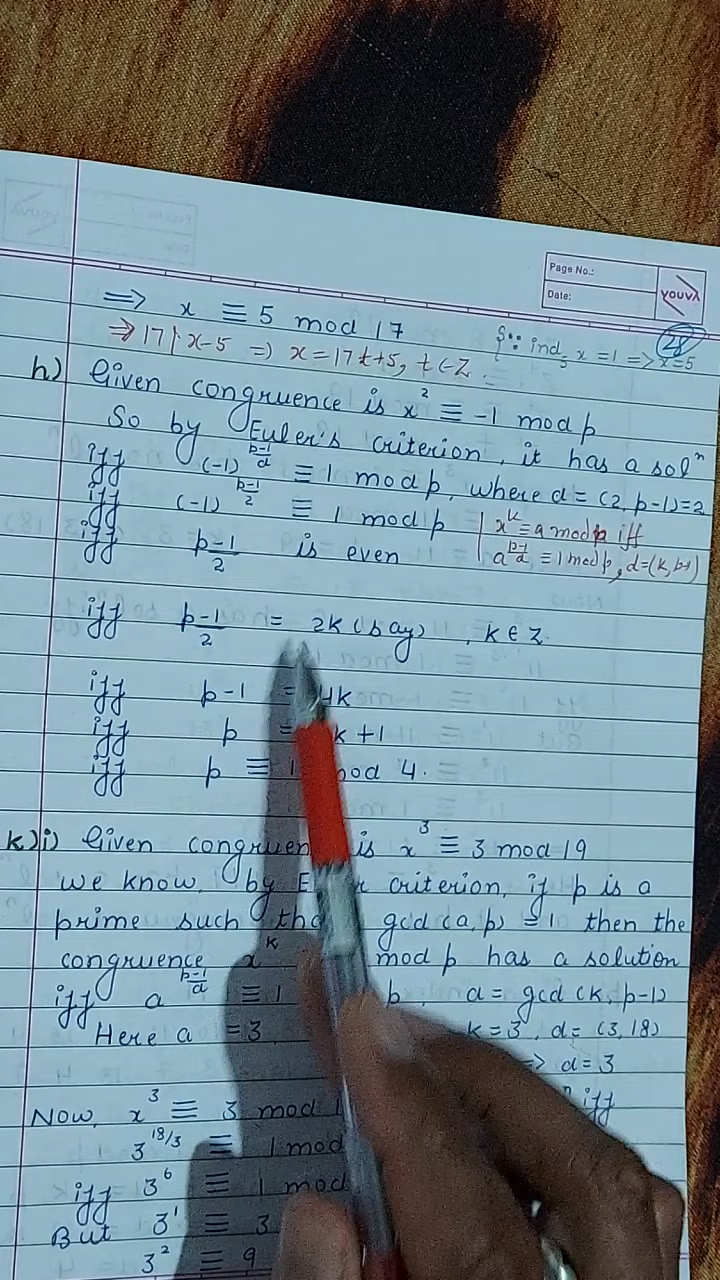 Page No.:
Date:
youva
28
⇒ x ≡ 5 mod 17
{∵ ind₅ x = 1 ⇒ x = 5
⇒ 17 | x-5 ⇒ x = 17t+5, t ∈ Z.
h) Given congruence is x² ≡ -1 mod p
So by Euler's criterion, it has a solⁿ
iff (-1)^((p-1)/d) ≡ 1 mod p, where d = (2, p-1) = 2
iff (-1)^((p-1)/2) ≡ 1 mod p
x^k ≡ a mod p iff
a^((p-1)/d) ≡ 1 mod p, d = (k, p-1)
iff (p-1)/2 is even
iff (p-1)/2 = 2k (say), k ∈ Z.
iff p-1 = 4k
iff p = k+1
iff p ≡ 1 mod 4.
k) i) Given congruen is x³ ≡ 3 mod 19
we know, by E criterion, if p is a
prime such tha gcd (a, p) = 1 then the
congruence x^k mod p has a solution
iff a^((p-1)/d) ≡ 1 p, d = gcd (k, p-1)
Here a = 3 k = 3, d = (3, 18)
⇒ d = 3
Now, x³ ≡ 3 mod 1 iff
3^(18/3) ≡ 1 mod
iff 3⁶ ≡ 1 mod
But 3¹ ≡ 3
3² ≡ 9